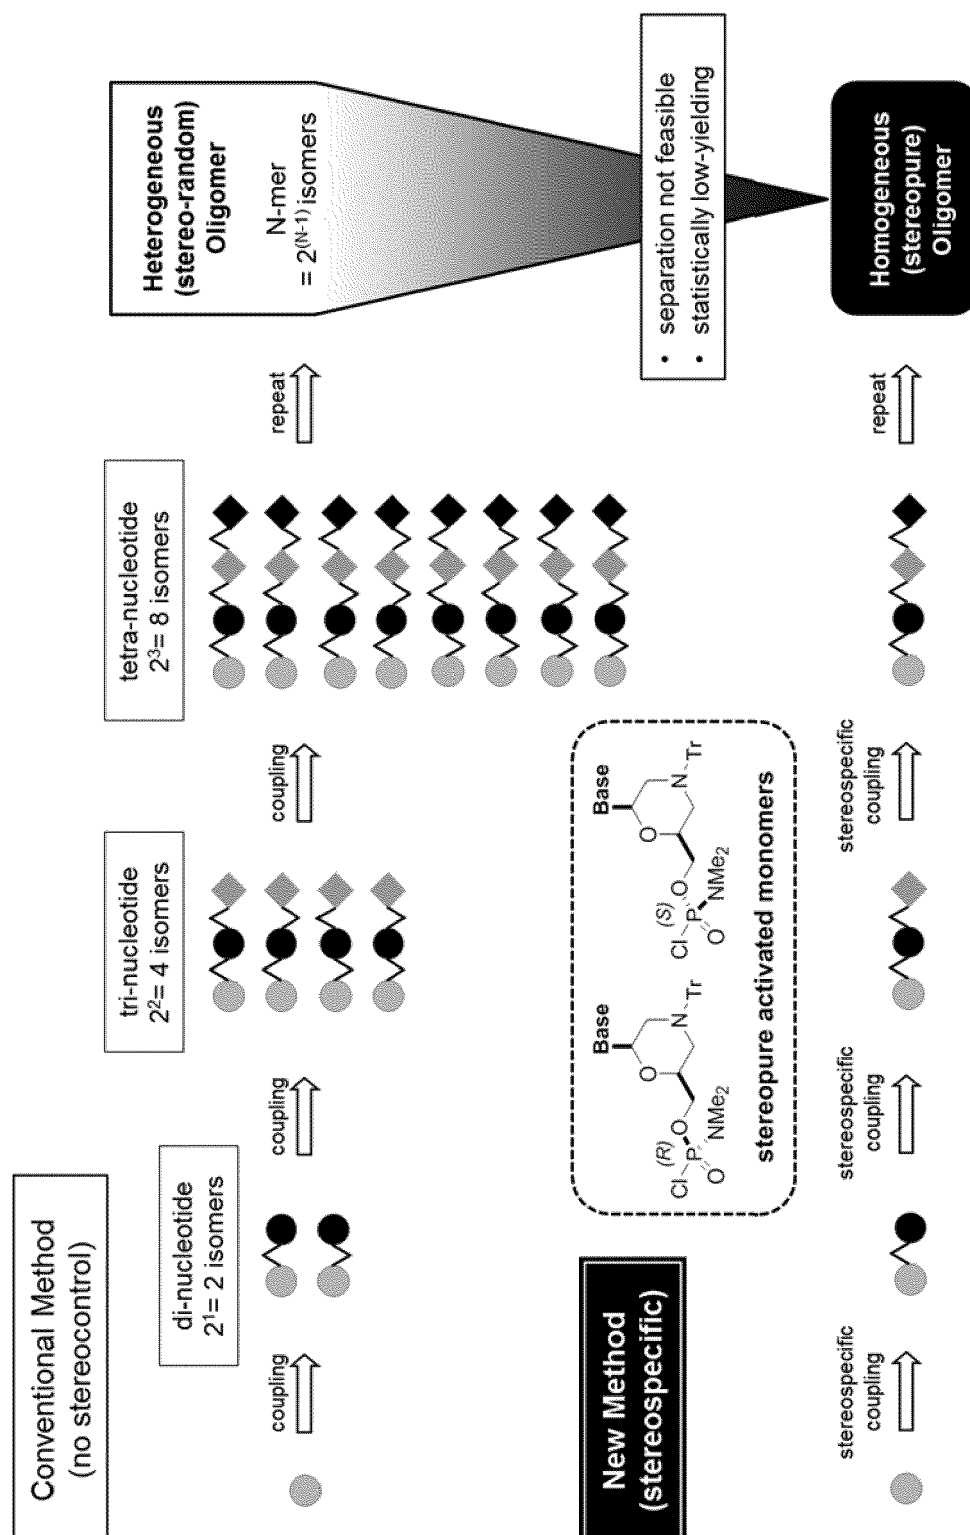 Conventional Method
(no stereocontrol)
coupling
di-nucleotide
2¹= 2 isomers
coupling
tri-nucleotide
2²= 4 isomers
coupling
tetra-nucleotide
2³= 8 isomers
repeat
Heterogeneous
(stereo-random)
Oligomer
N-mer
= 2⁽ᴺ⁻¹⁾ isomers
• separation not feasible
• statistically low-yielding
New Method
(stereospecific)
Base
O
N
Tr
O
(R)
Cl
P
NMe₂
O
Base
O
N
Tr
O
(S)
Cl
P
NMe₂
O
stereopure activated monomers
stereospecific
coupling
stereospecific
coupling
stereospecific
coupling
repeat
Homogeneous
(stereopure)
Oligomer